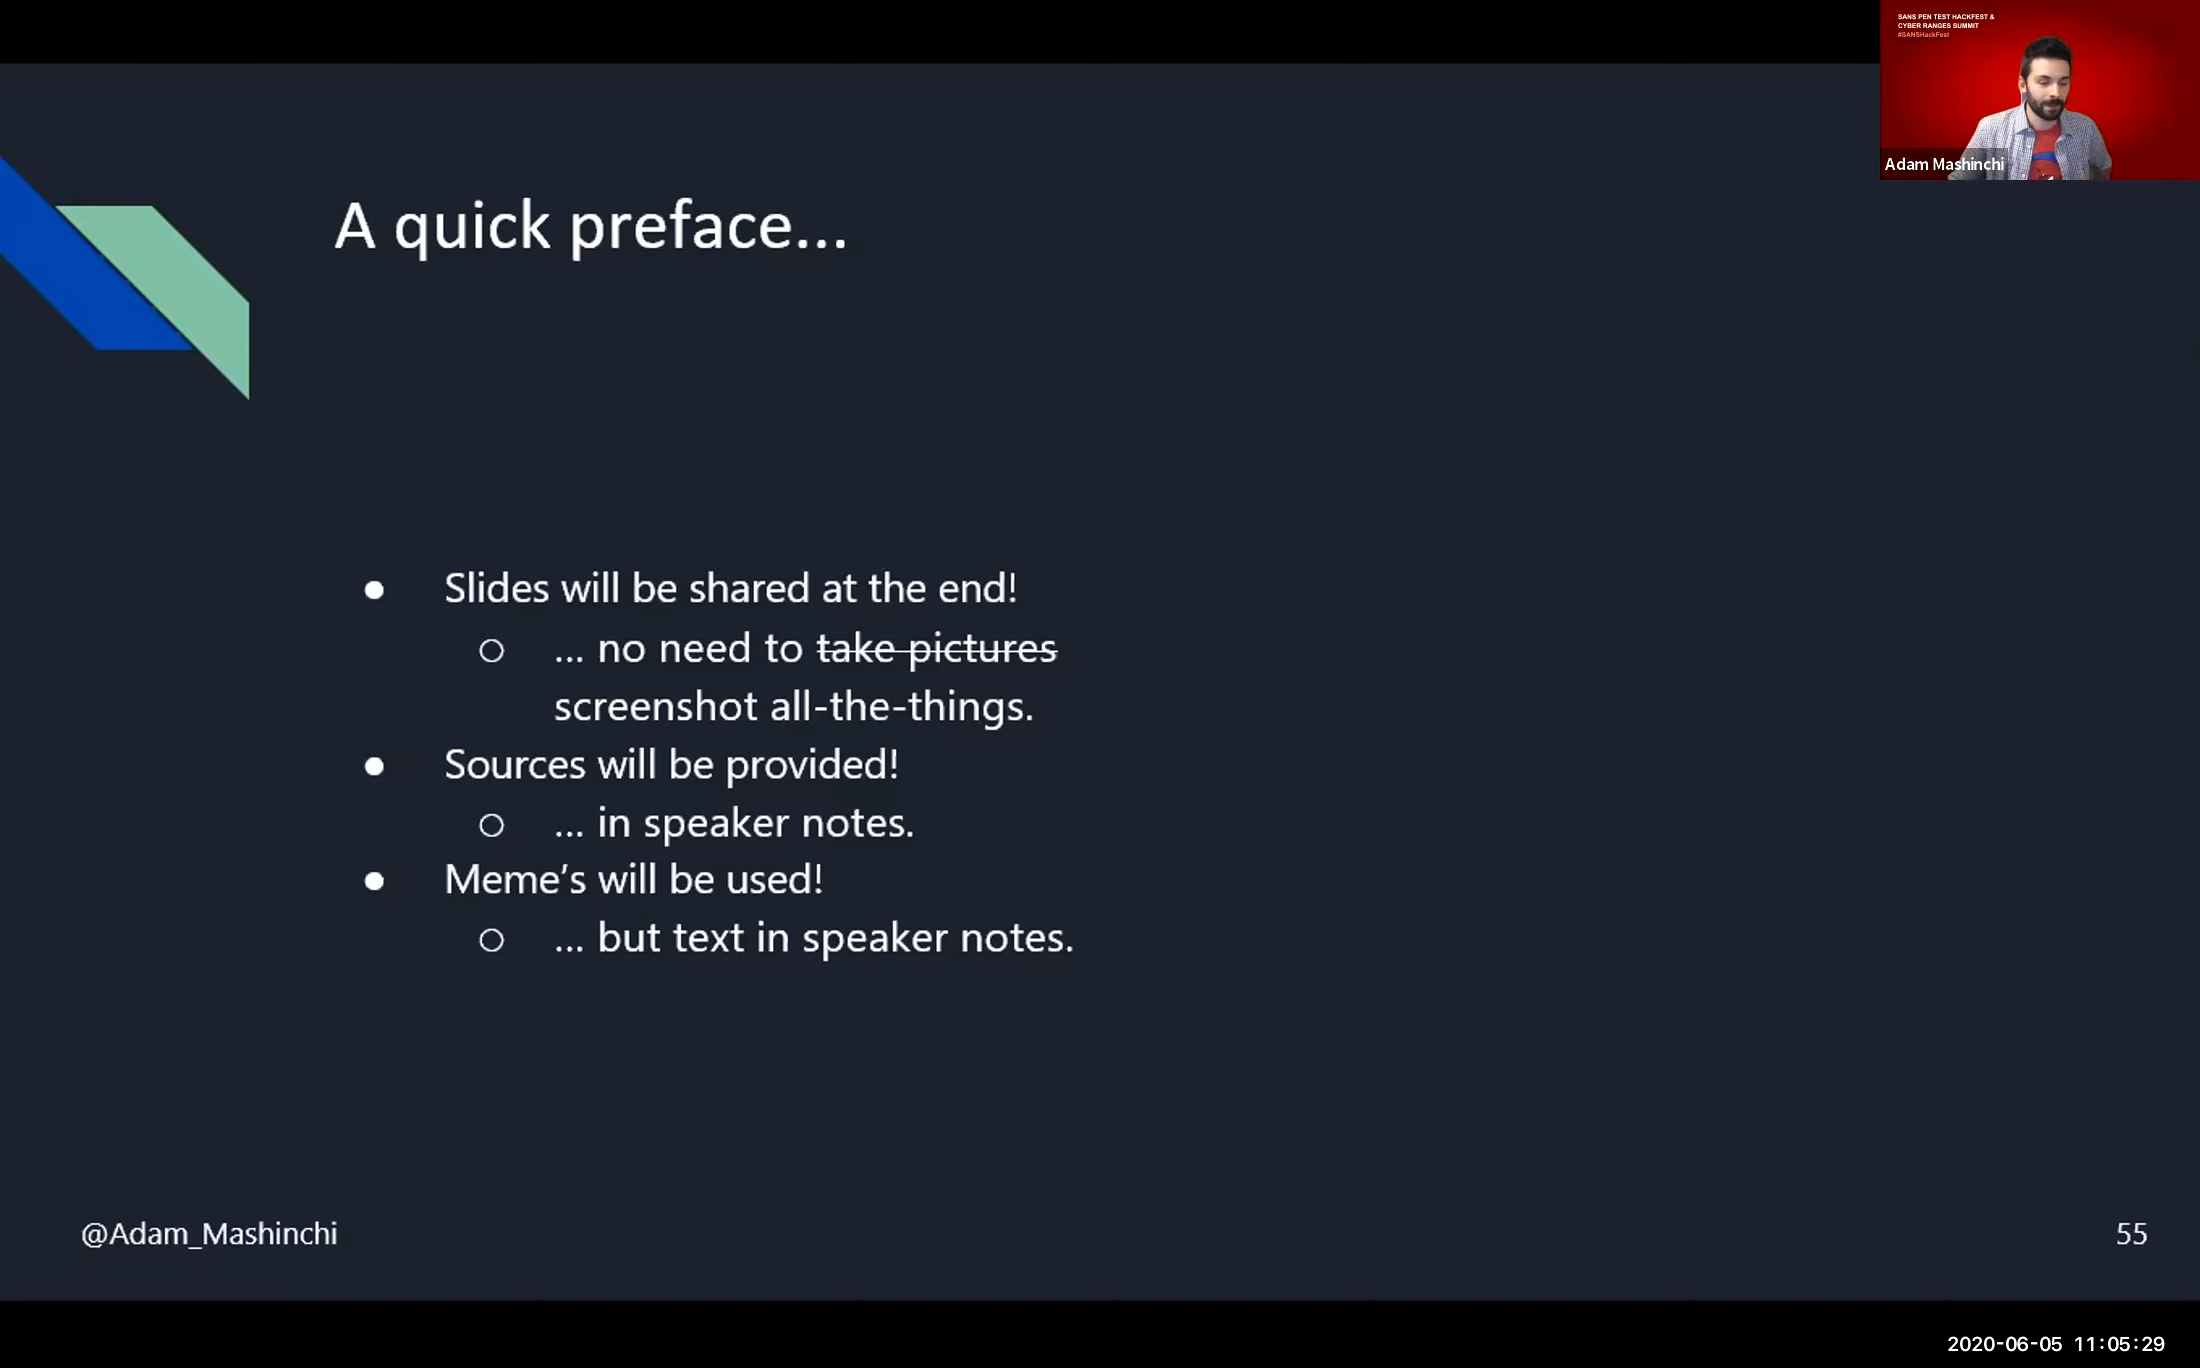 SANS PEN TEST HACKFEST &
CYBER RANGES SUMMIT
#SANSHackFest
Adam Mashinchi
A quick preface...
● Slides will be shared at the end!
○ ... no need to take pictures
screenshot all-the-things.
● Sources will be provided!
○ ... in speaker notes.
● Meme's will be used!
○ ... but text in speaker notes.
@Adam_Mashinchi
55
2020-06-05 11:05:29